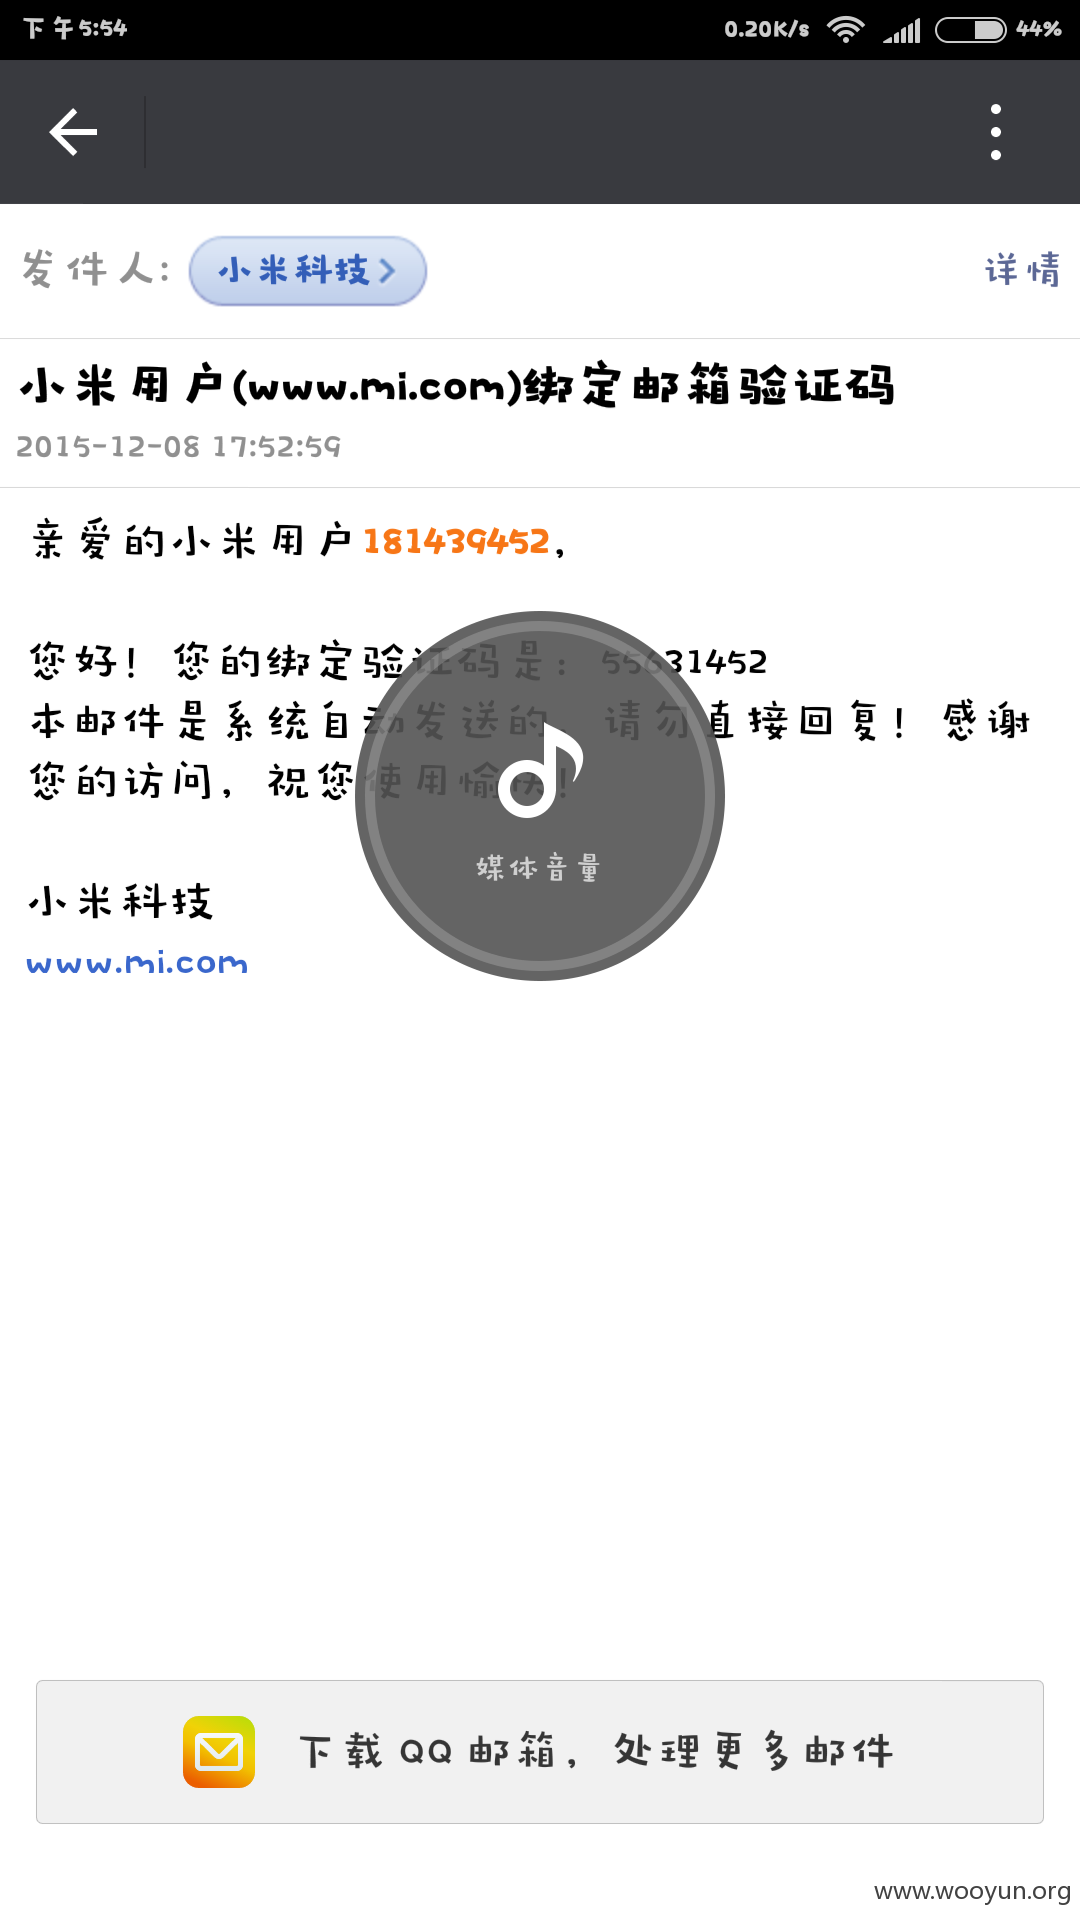 下午5:54
0.20K/s
44%
发件人:
小米科技
详情
小米用户(www.mi.com)绑定邮箱验证码
2015-12-08 17:52:59
亲爱的小米用户181439452，
您好！您的绑定验证码是：55631452
本邮件是系统自动发送的，请勿直接回复！感谢
您的访问，祝您使用愉快！
媒体音量
小米科技
www.mi.com
下载QQ邮箱，处理更多邮件
www.wooyun.org